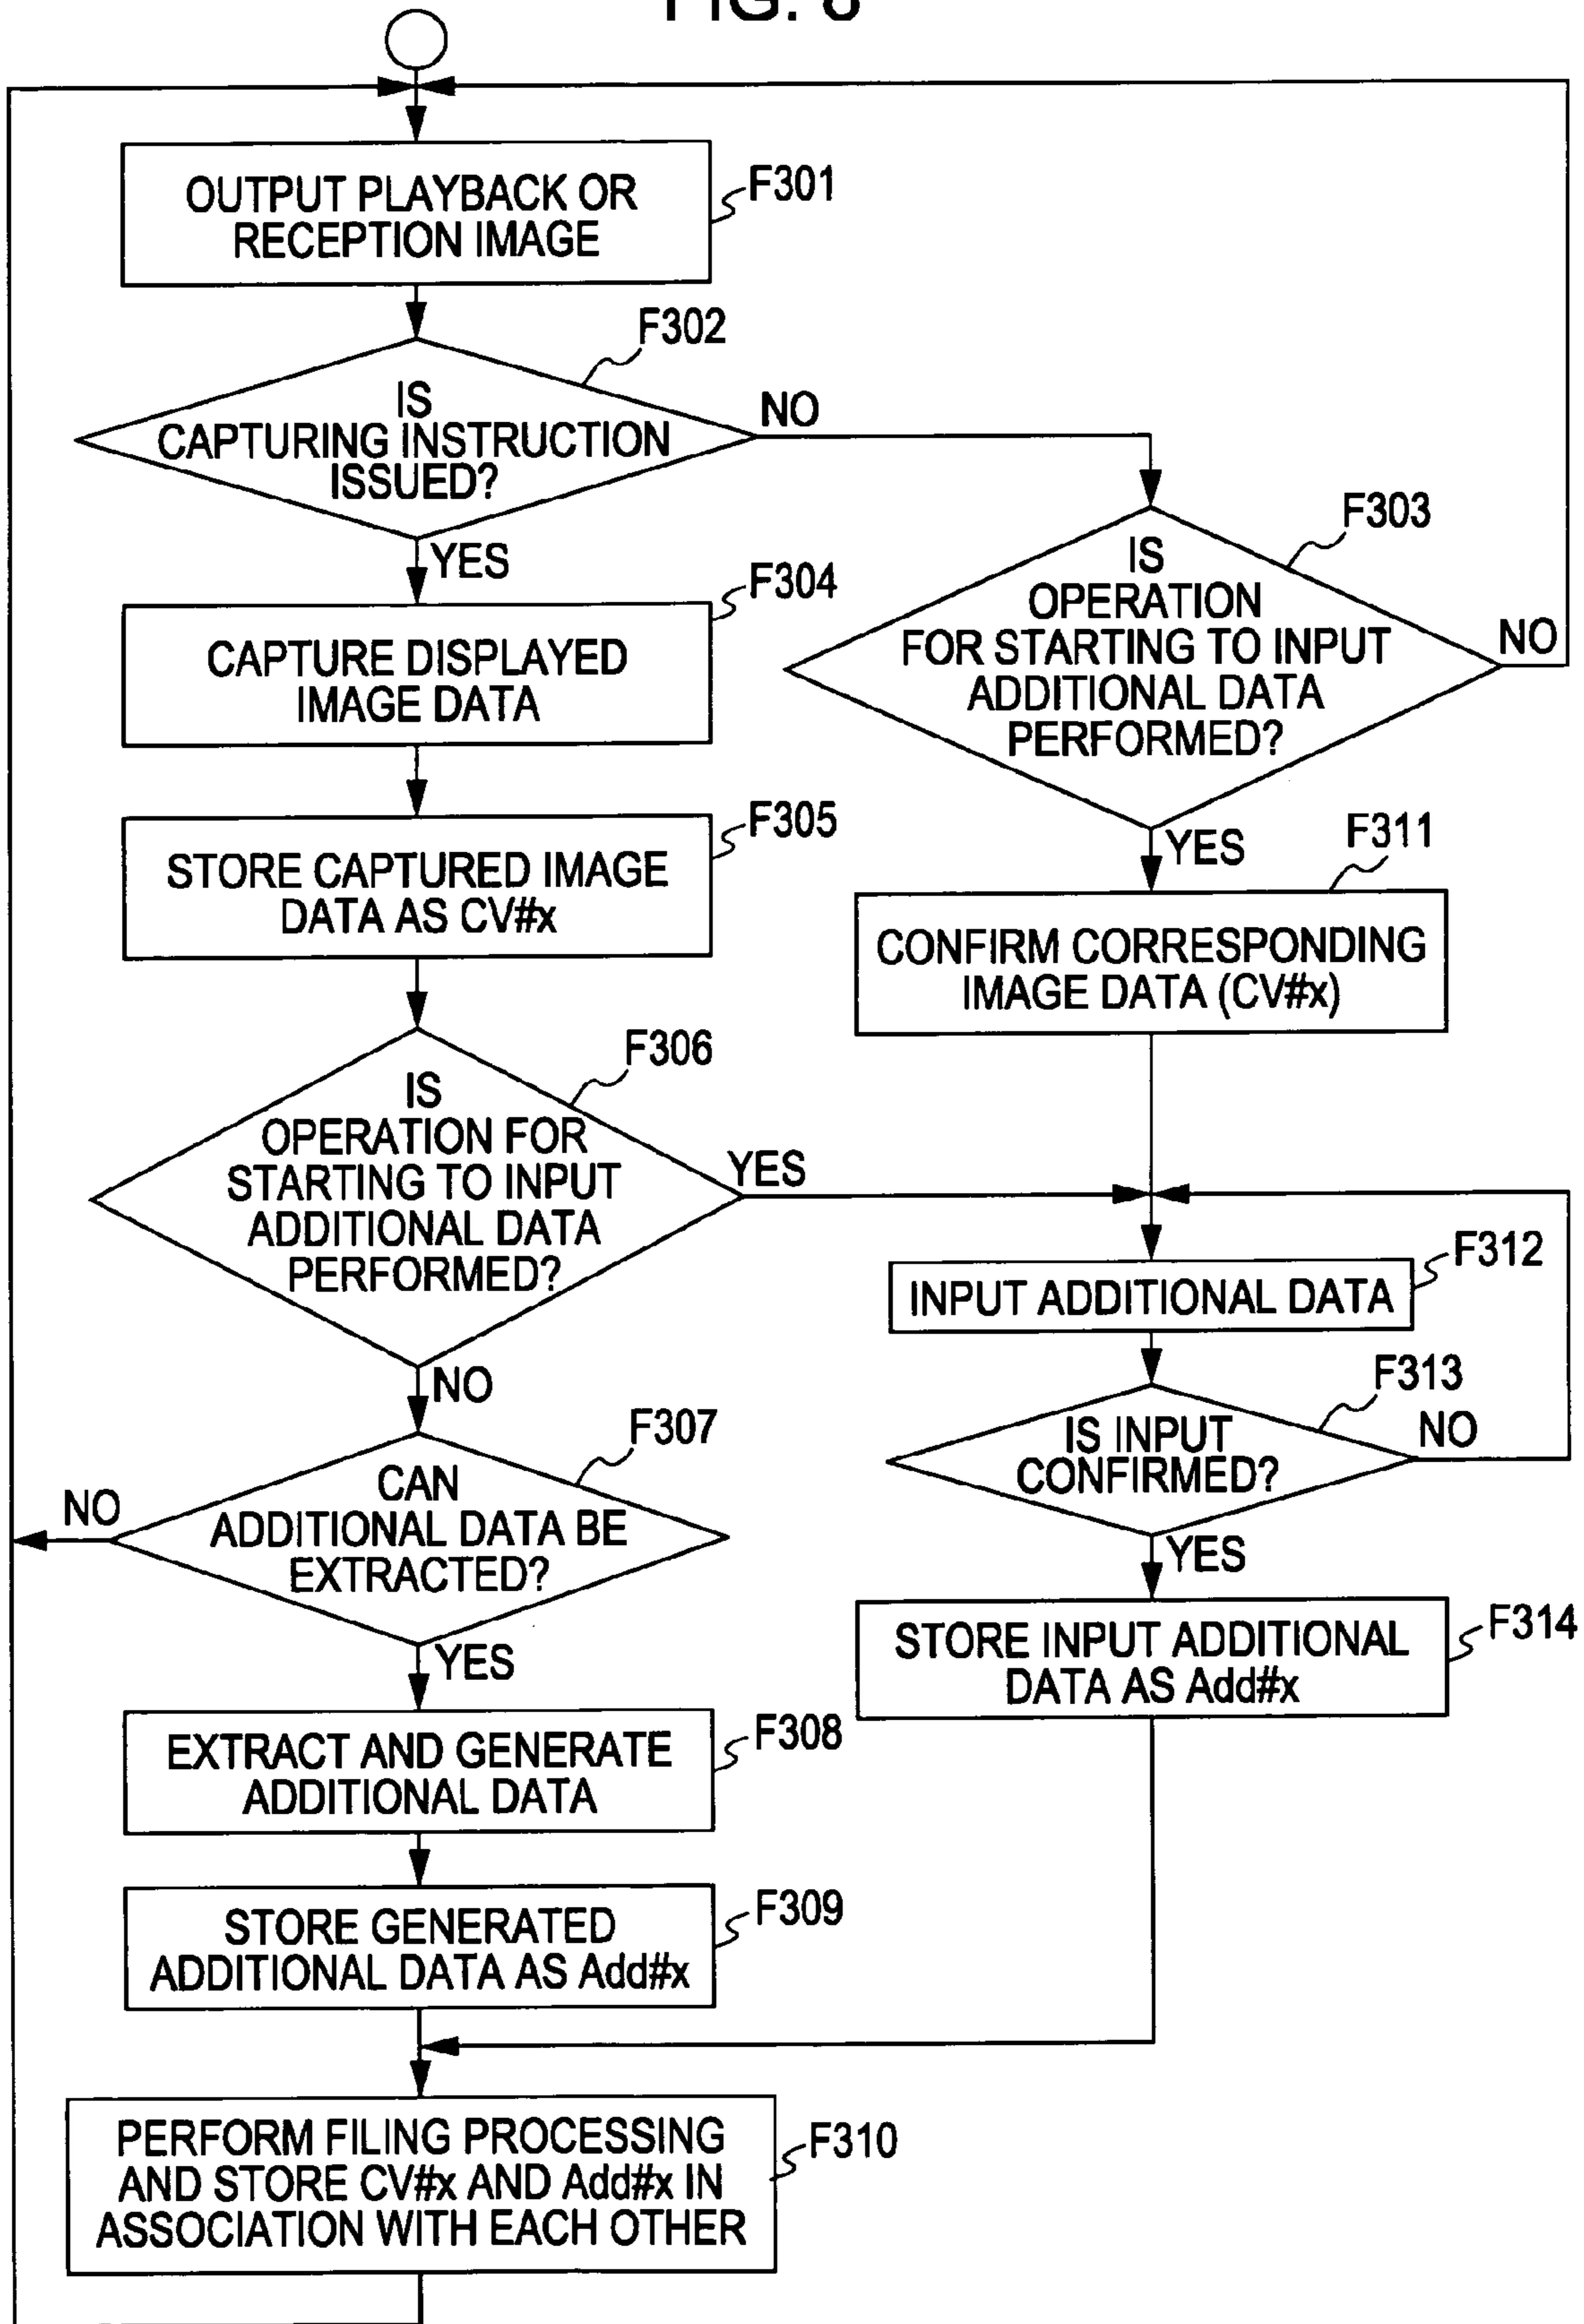 FIG. 8
OUTPUT PLAYBACK OR
RECEPTION IMAGE
F301
F302
IS
CAPTURING INSTRUCTION
ISSUED?
NO
YES
F303
IS
OPERATION
FOR STARTING TO INPUT
ADDITIONAL DATA
PERFORMED?
NO
YES
F304
CAPTURE DISPLAYED
IMAGE DATA
F305
STORE CAPTURED IMAGE
DATA AS CV#x
F311
CONFIRM CORRESPONDING
IMAGE DATA (CV#x)
F306
IS
OPERATION FOR
STARTING TO INPUT
ADDITIONAL DATA
PERFORMED?
YES
NO
F312
INPUT ADDITIONAL DATA
F313
IS INPUT
CONFIRMED?
NO
YES
F307
CAN
ADDITIONAL DATA BE
EXTRACTED?
NO
YES
F314
STORE INPUT ADDITIONAL
DATA AS Add#x
F308
EXTRACT AND GENERATE
ADDITIONAL DATA
F309
STORE GENERATED
ADDITIONAL DATA AS Add#x
F310
PERFORM FILING PROCESSING
AND STORE CV#x AND Add#x IN
ASSOCIATION WITH EACH OTHER